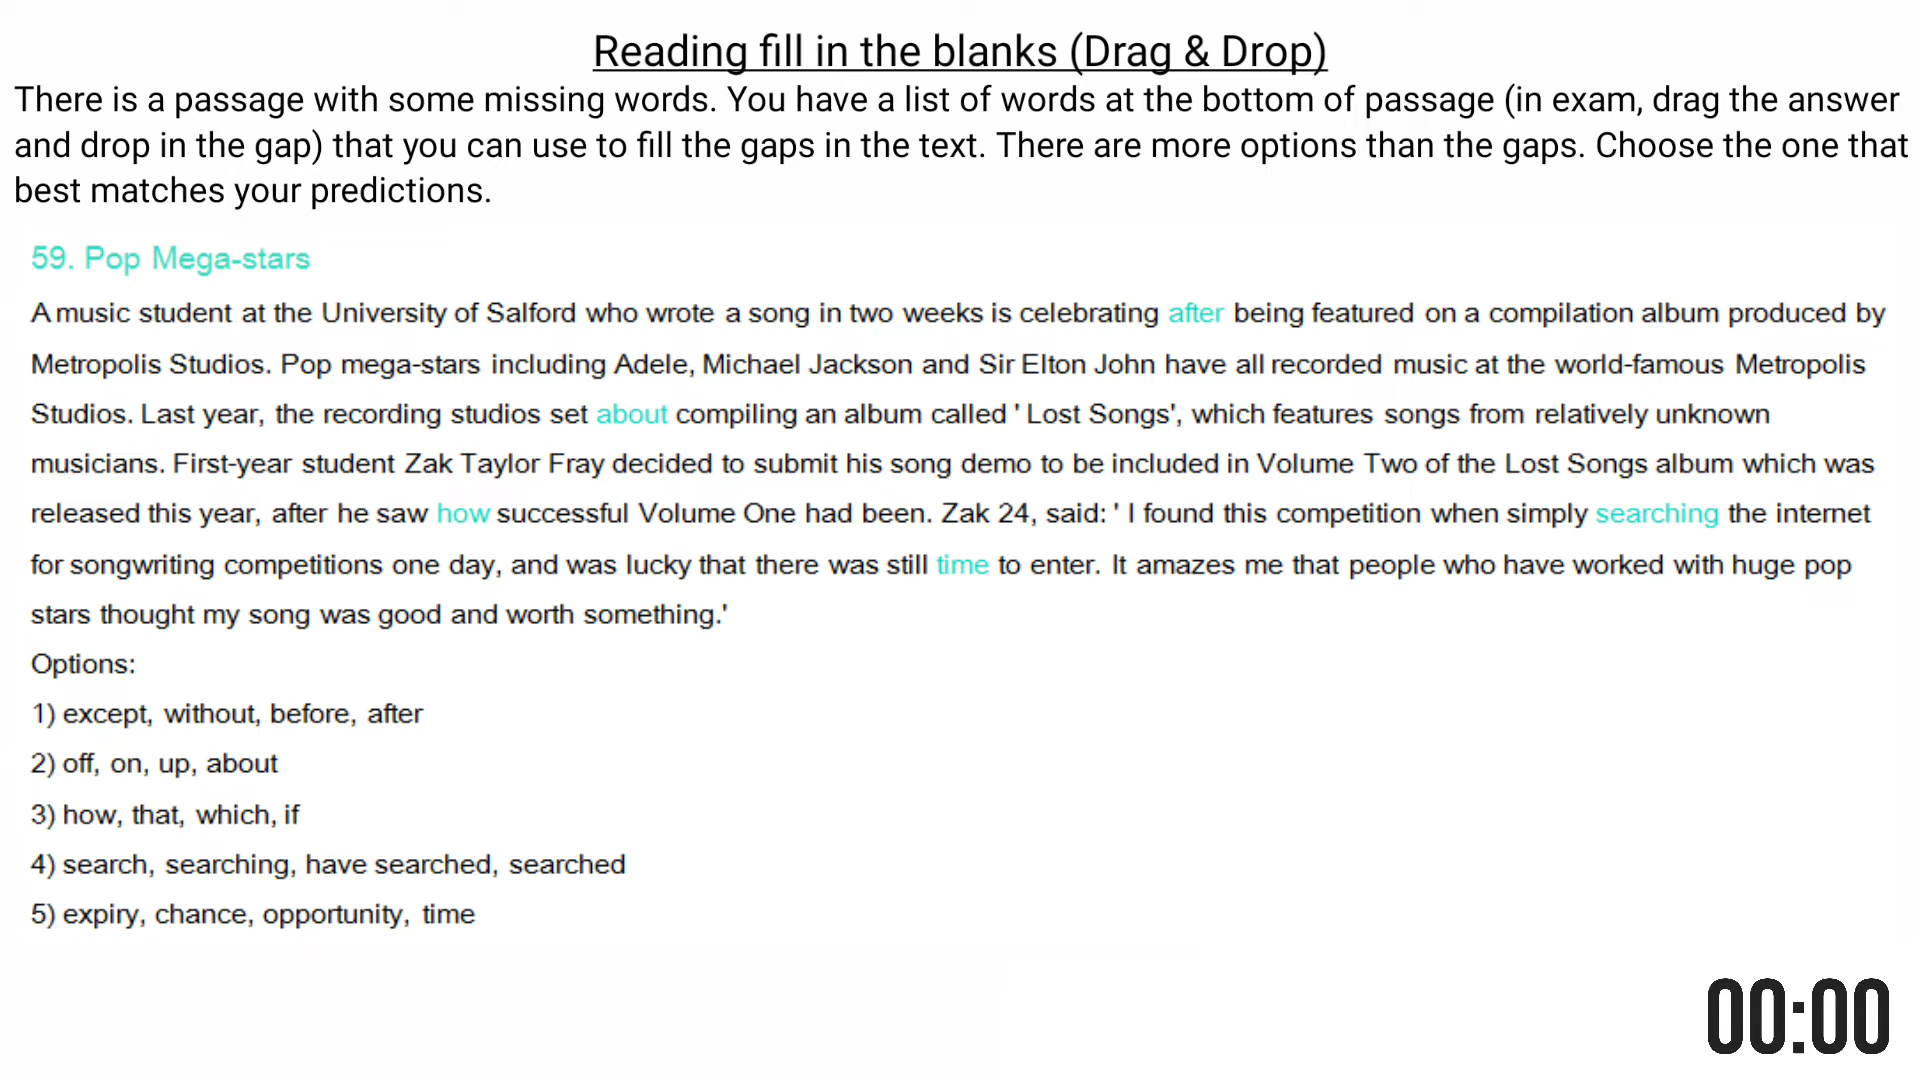 Reading fill in the blanks (Drag & Drop)
There is a passage with some missing words. You have a list of words at the bottom of passage (in exam, drag the answer
and drop in the gap) that you can use to fill the gaps in the text. There are more options than the gaps. Choose the one that
best matches your predictions.
59. Pop Mega-stars
A music student at the University of Salford who wrote a song in two weeks is celebrating after being featured on a compilation album produced by
Metropolis Studios. Pop mega-stars including Adele, Michael Jackson and Sir Elton John have all recorded music at the world-famous Metropolis
Studios. Last year, the recording studios set about compiling an album called ' Lost Songs', which features songs from relatively unknown
musicians. First-year student Zak Taylor Fray decided to submit his song demo to be included in Volume Two of the Lost Songs album which was
released this year, after he saw how successful Volume One had been. Zak 24, said: ' I found this competition when simply searching the internet
for songwriting competitions one day, and was lucky that there was still time to enter. It amazes me that people who have worked with huge pop
stars thought my song was good and worth something.'
Options:
1) except, without, before, after
2) off, on, up, about
3) how, that, which, if
4) search, searching, have searched, searched
5) expiry, chance, opportunity, time
00:00